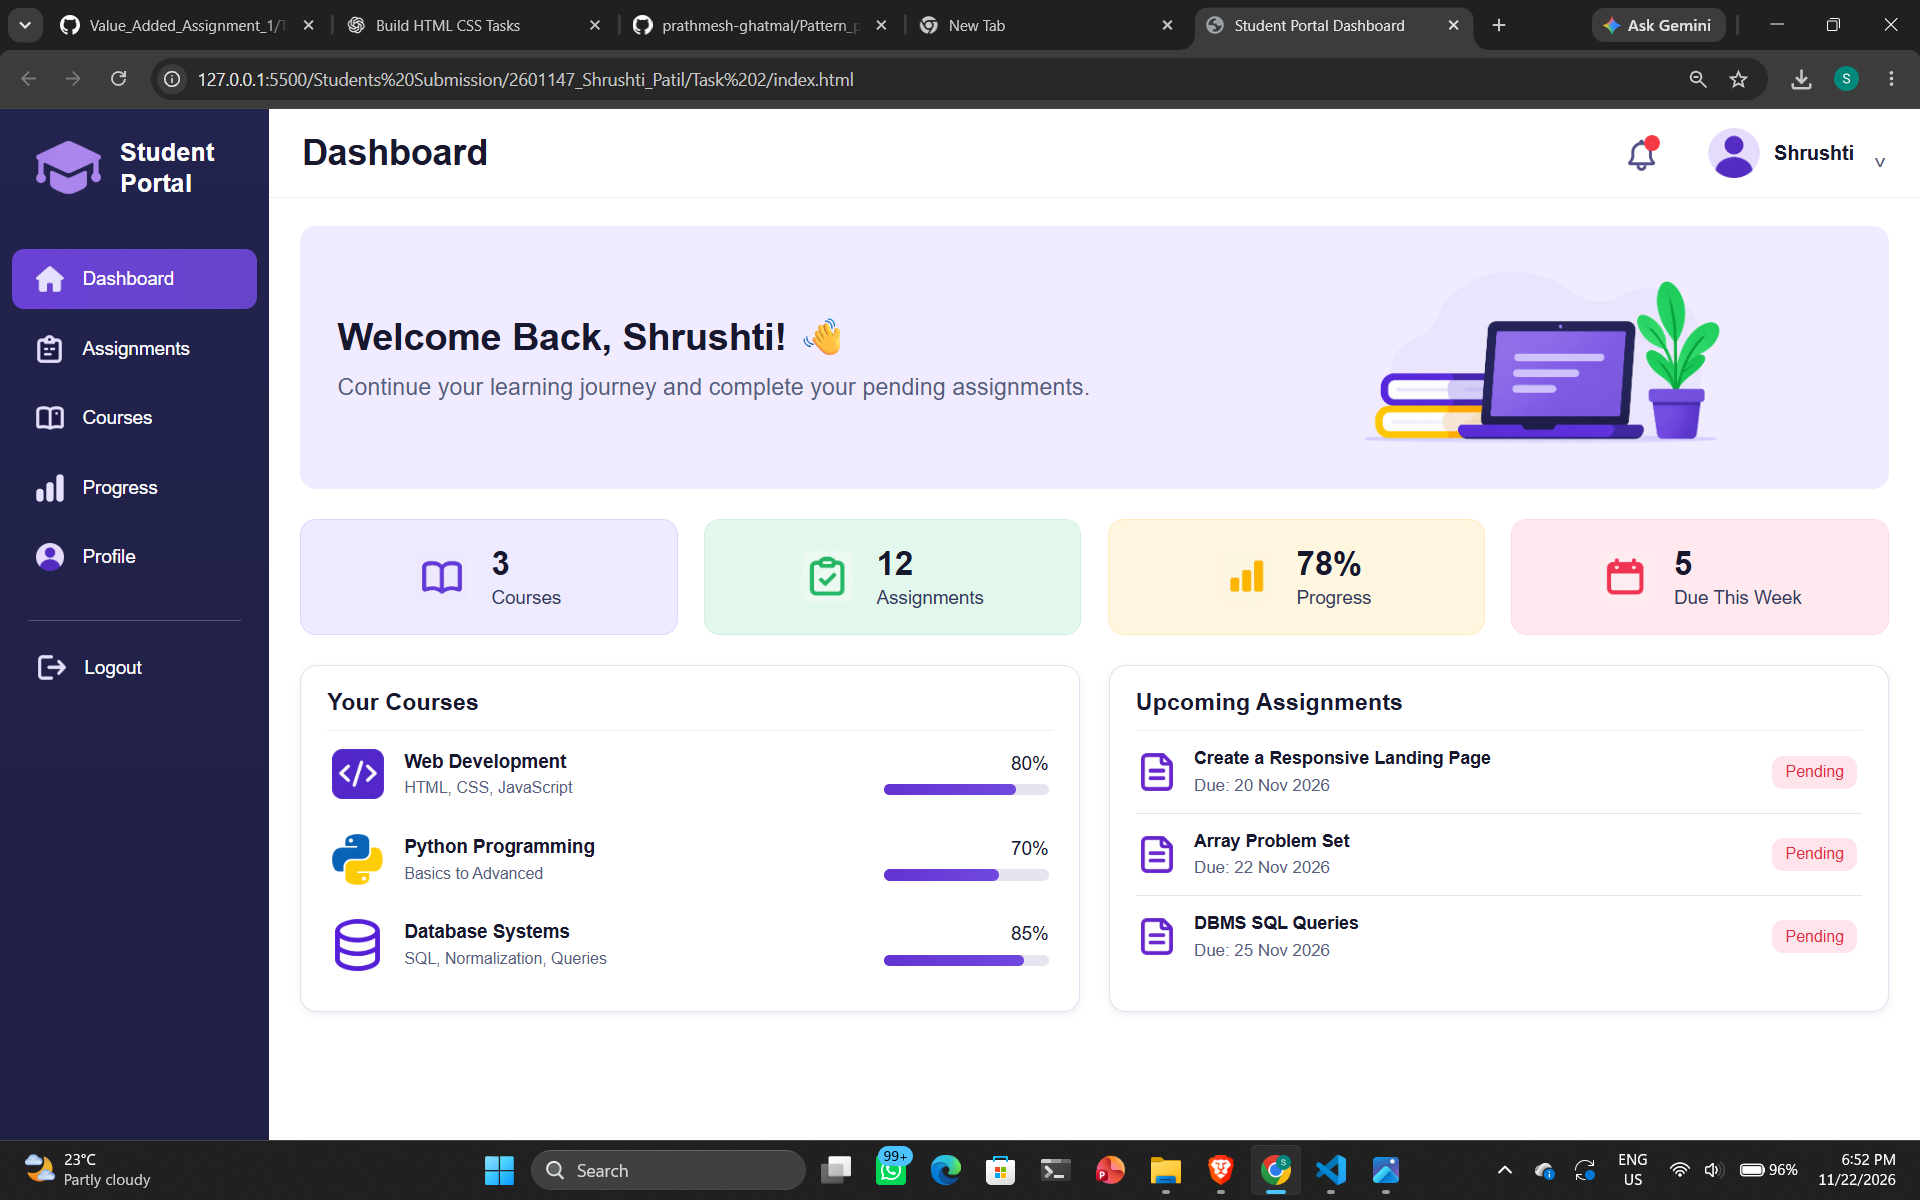 Value_Added_Assignment_1/T
Build HTML CSS Tasks
prathmesh-ghatmal/Pattern_p
New Tab
Student Portal Dashboard
Ask Gemini
127.0.0.1:5500/Students%20Submission/2601147_Shrushti_Patil/Task%202/index.html
S
Student
Portal
Dashboard
Assignments
Courses
Progress
Profile
Logout
Dashboard
Shrushti
v
Welcome Back, Shrushti! 👋
Continue your learning journey and complete your pending assignments.
3
Courses
12
Assignments
78%
Progress
5
Due This Week
Your Courses
</>
Web Development
HTML, CSS, JavaScript
80%
Python Programming
Basics to Advanced
70%
Database Systems
SQL, Normalization, Queries
85%
Upcoming Assignments
Create a Responsive Landing Page
Due: 20 Nov 2026
Pending
Array Problem Set
Due: 22 Nov 2026
Pending
DBMS SQL Queries
Due: 25 Nov 2026
Pending
23°C
Partly cloudy
Search
99+
P
S
ENG
US
96%
6:52 PM
11/22/2026